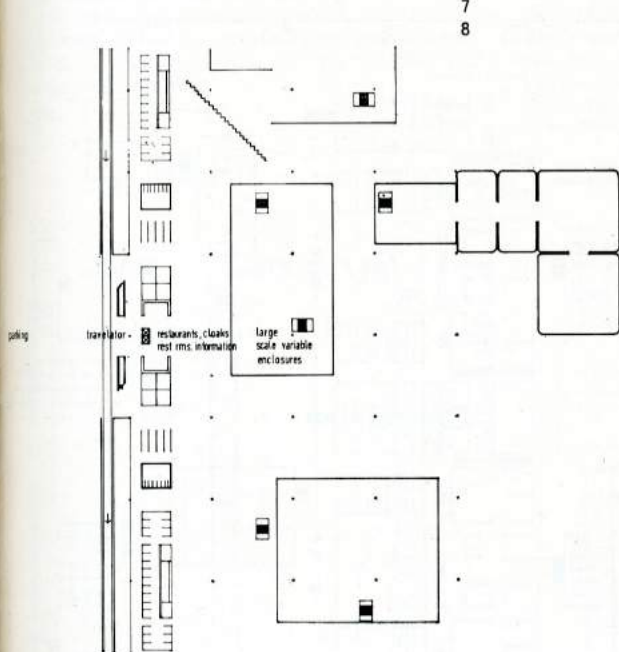 7
8
parking
travelator
restaurants, cloaks
rest rms. information
large
scale variable
enclosures